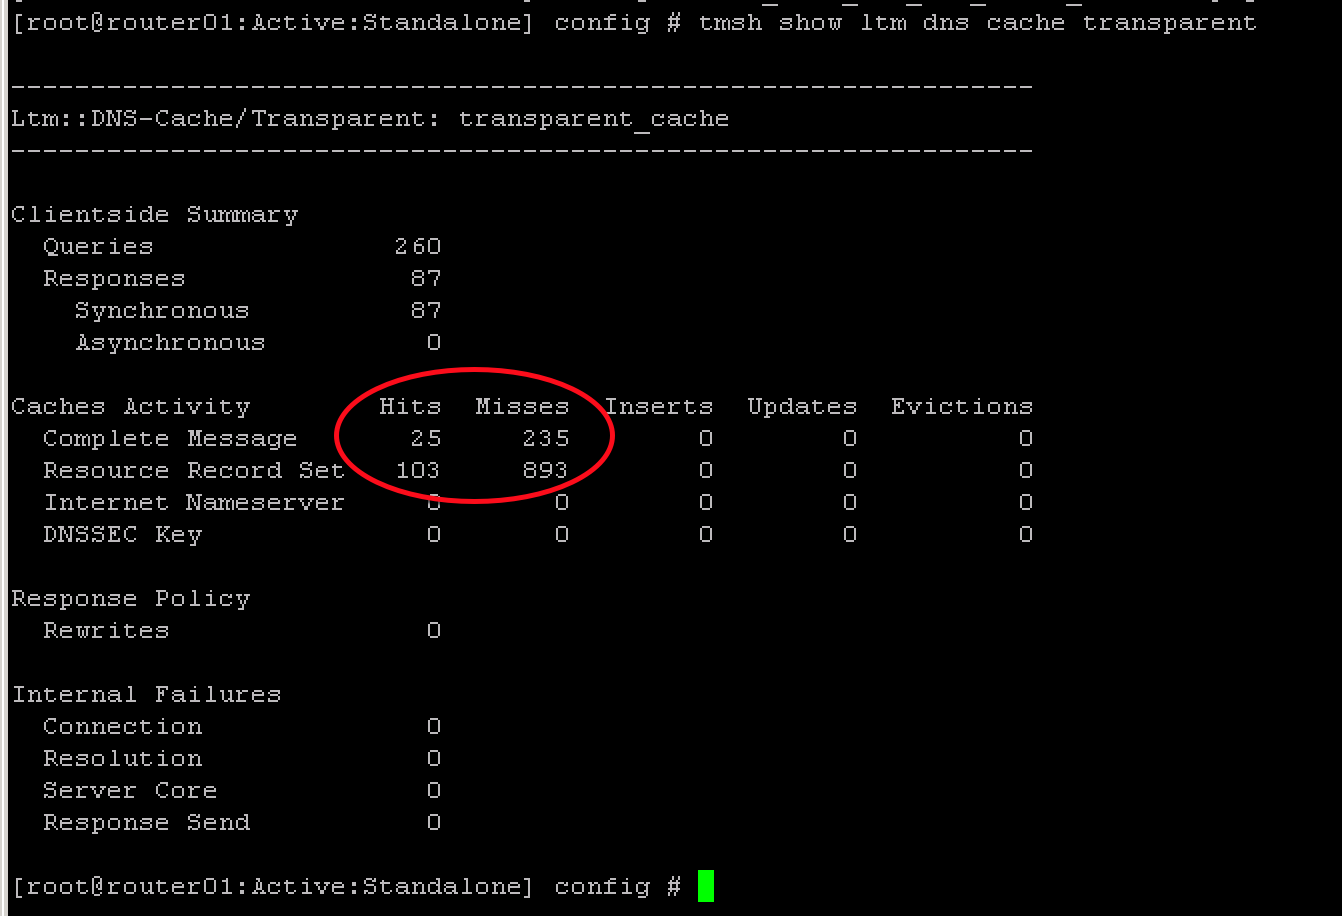 [root@router01:Active:Standalone] config # tmsh show ltm dns cache transparent
----------------------------------------------------------------
Ltm::DNS-Cache/Transparent: transparent_cache
----------------------------------------------------------------
Clientside Summary
Queries 260
Responses 87
Synchronous 87
Asynchronous 0
Caches Activity Hits Misses Inserts Updates Evictions
Complete Message 25 235 0 0 0
Resource Record Set 103 893 0 0 0
Internet Nameserver 0 0 0 0 0
DNSSEC Key 0 0 0 0 0
Response Policy
Rewrites 0
Internal Failures
Connection 0
Resolution 0
Server Core 0
Response Send 0
[root@router01:Active:Standalone] config #